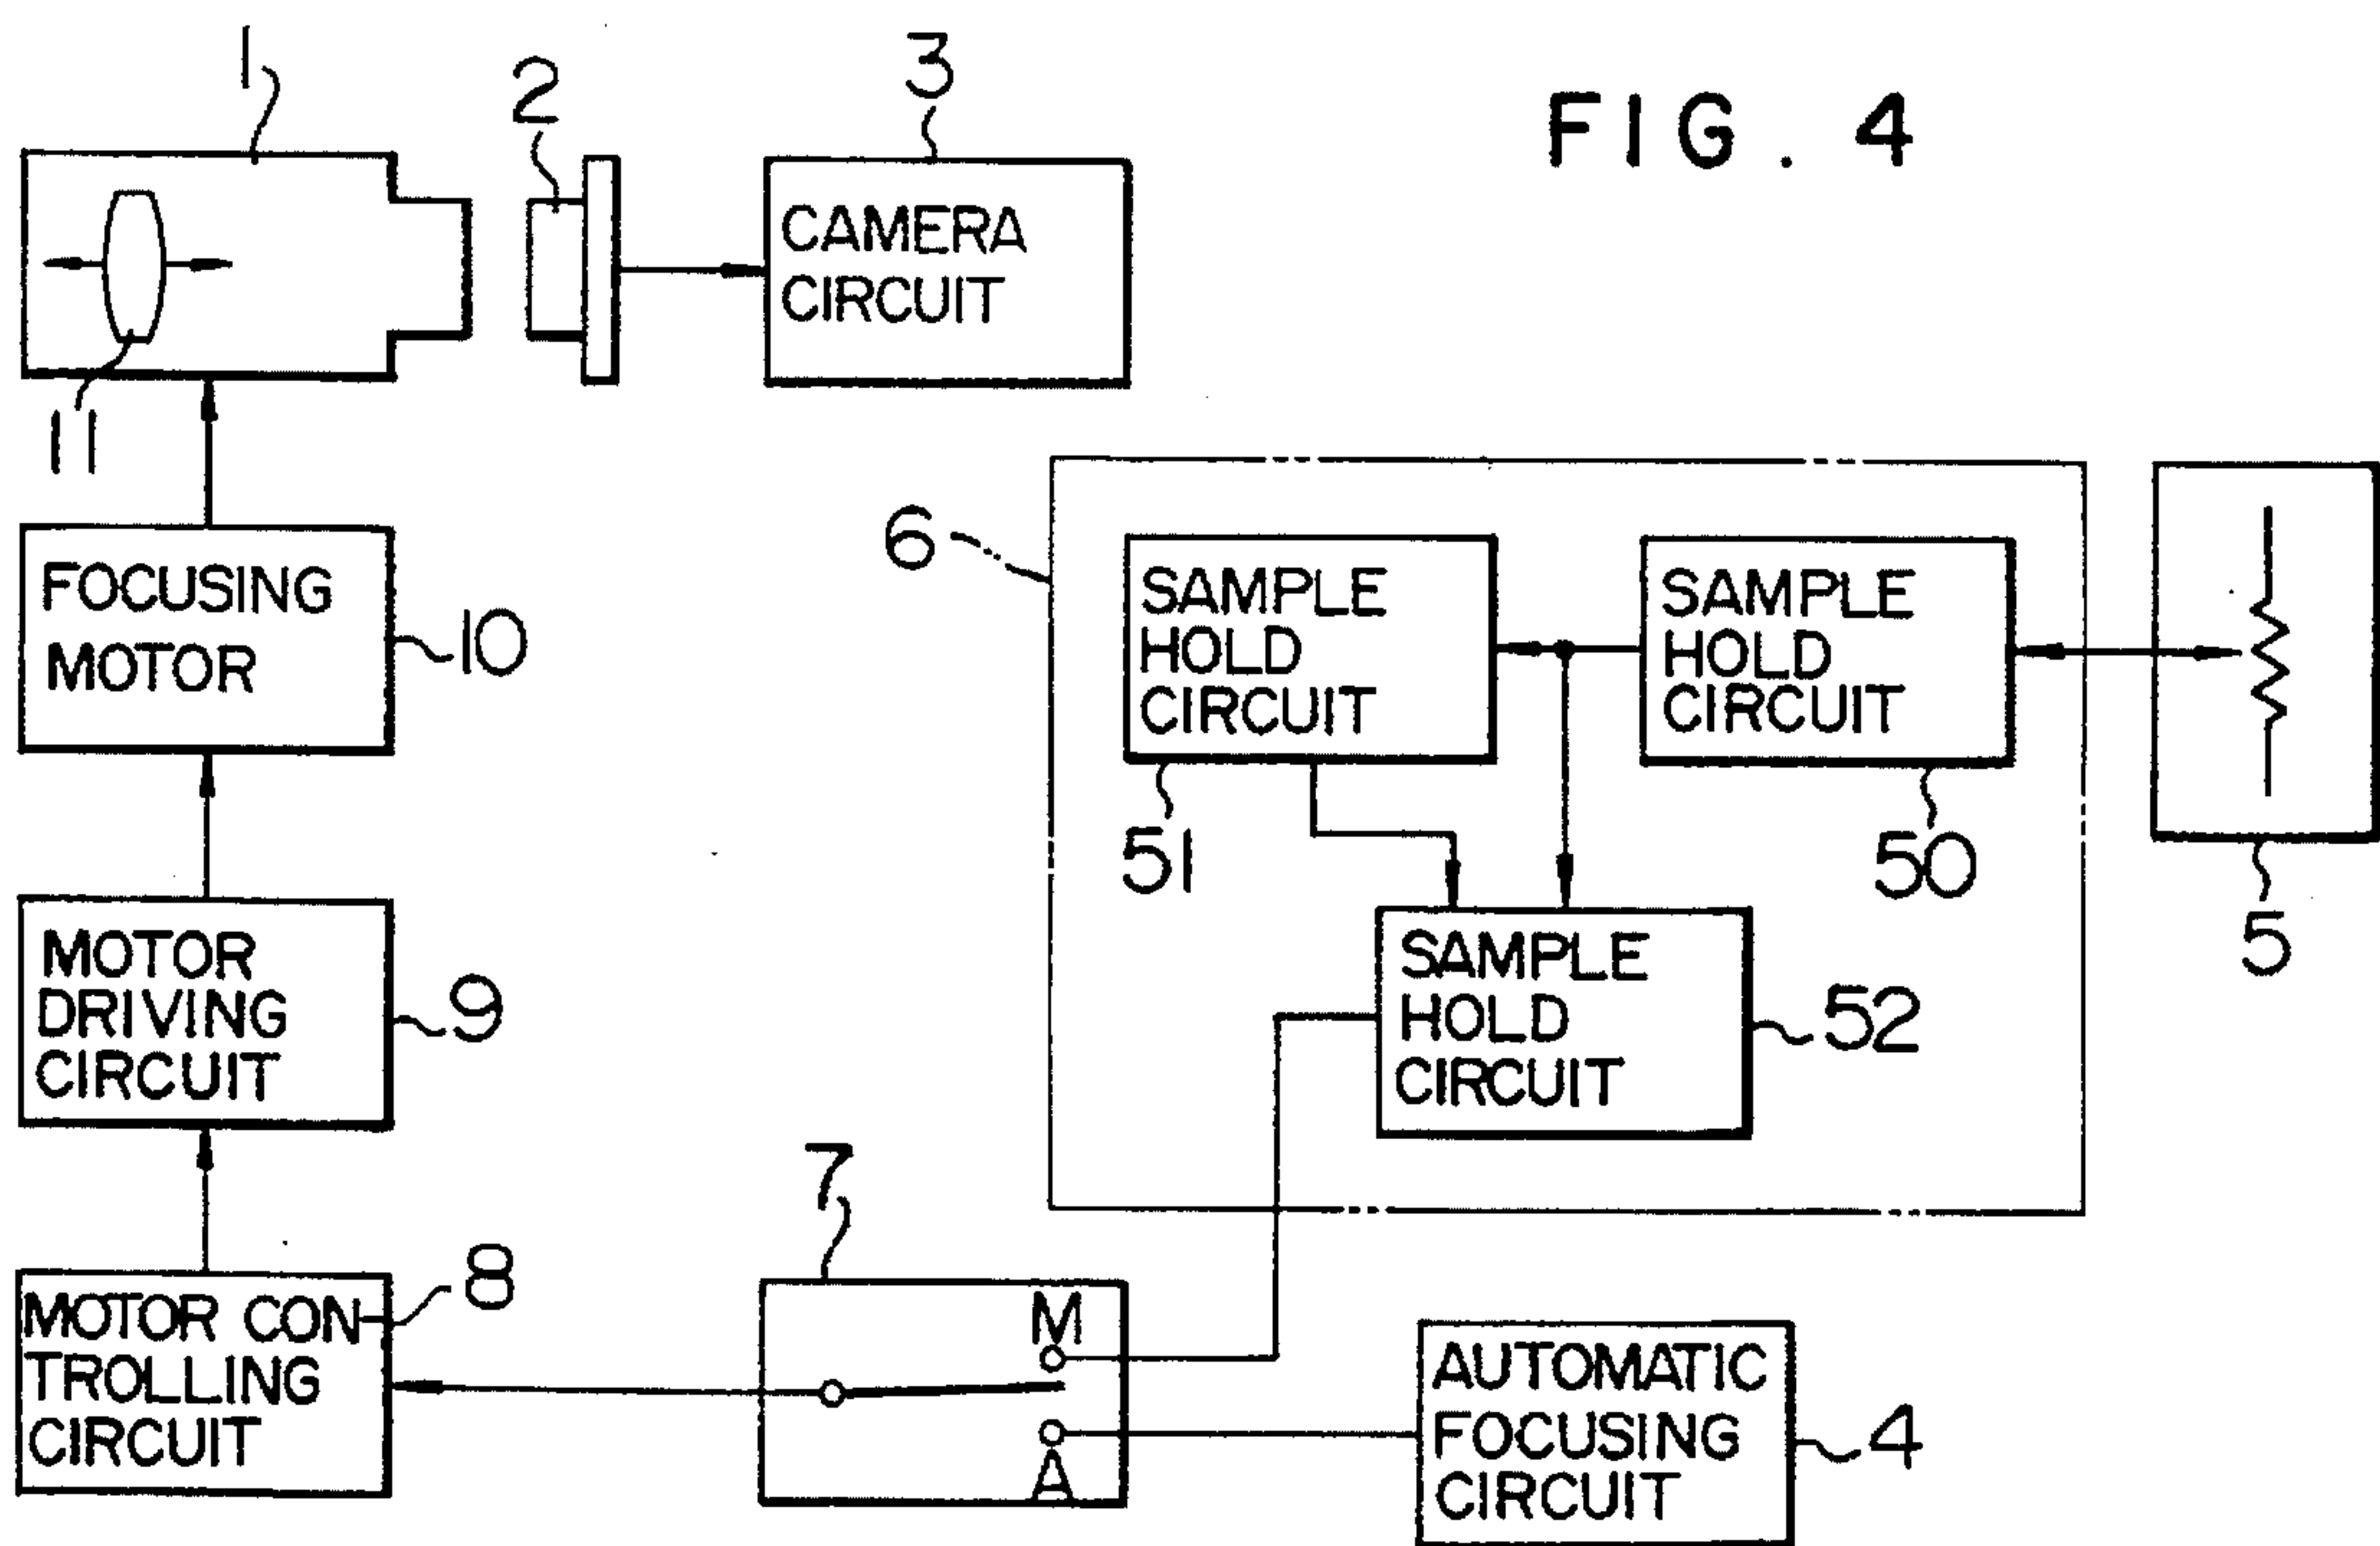 FIG. 4
1
2
3
CAMERA
CIRCUIT
11
FOCUSING
MOTOR
10
6
SAMPLE
HOLD
CIRCUIT
51
SAMPLE
HOLD
CIRCUIT
50
5
MOTOR
DRIVING
CIRCUIT
9
SAMPLE
HOLD
CIRCUIT
52
7
M
A
MOTOR CON-
TROLLING
CIRCUIT
8
AUTOMATIC
FOCUSING
CIRCUIT
4